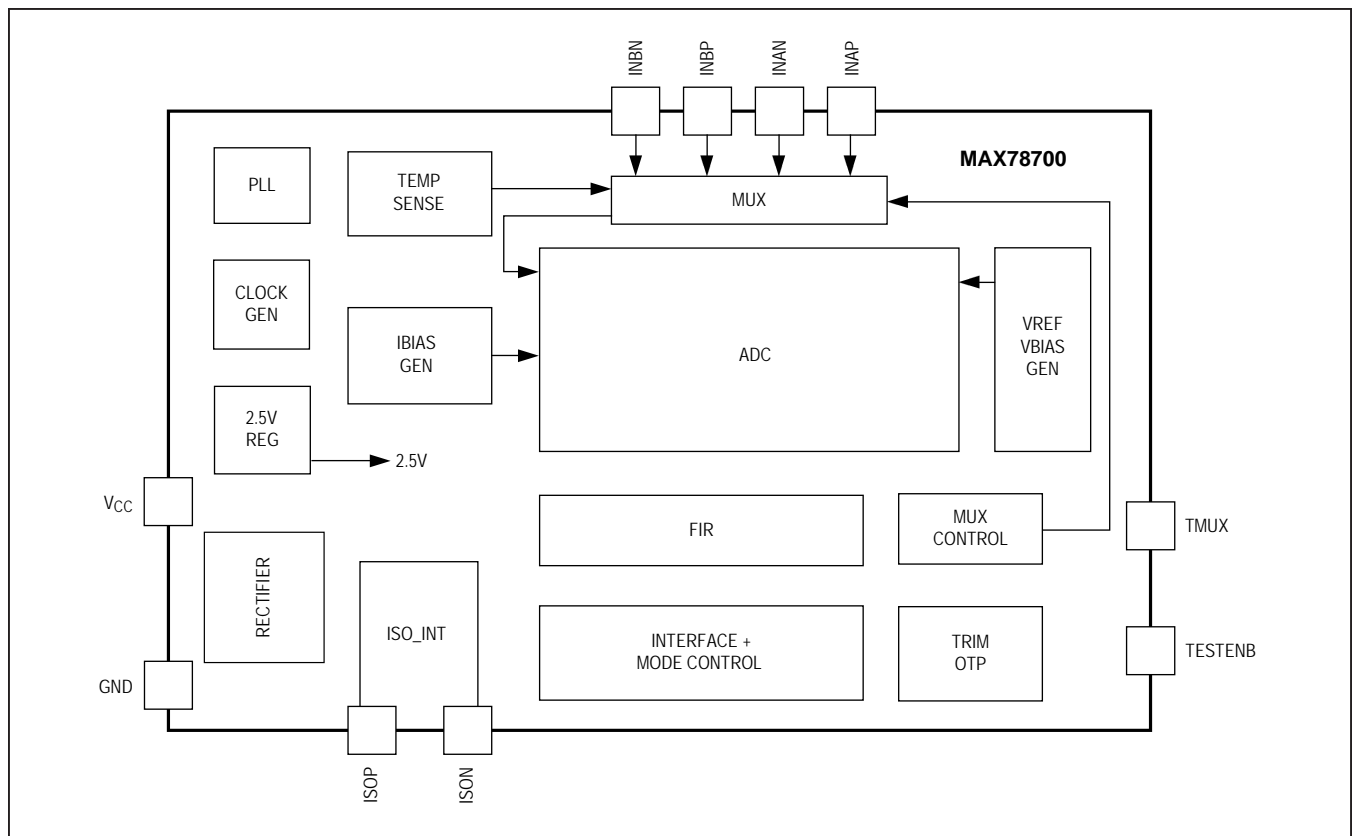 INBN
INBP
INAN
INAP
MAX78700
PLL
TEMP
SENSE
MUX
CLOCK
GEN
IBIAS
GEN
ADC
VREF
VBIAS
GEN
2.5V
REG
2.5V
VCC
FIR
MUX
CONTROL
TMUX
RECTIFIER
ISO_INT
INTERFACE +
MODE CONTROL
TRIM
OTP
TESTENB
GND
ISOP
ISON